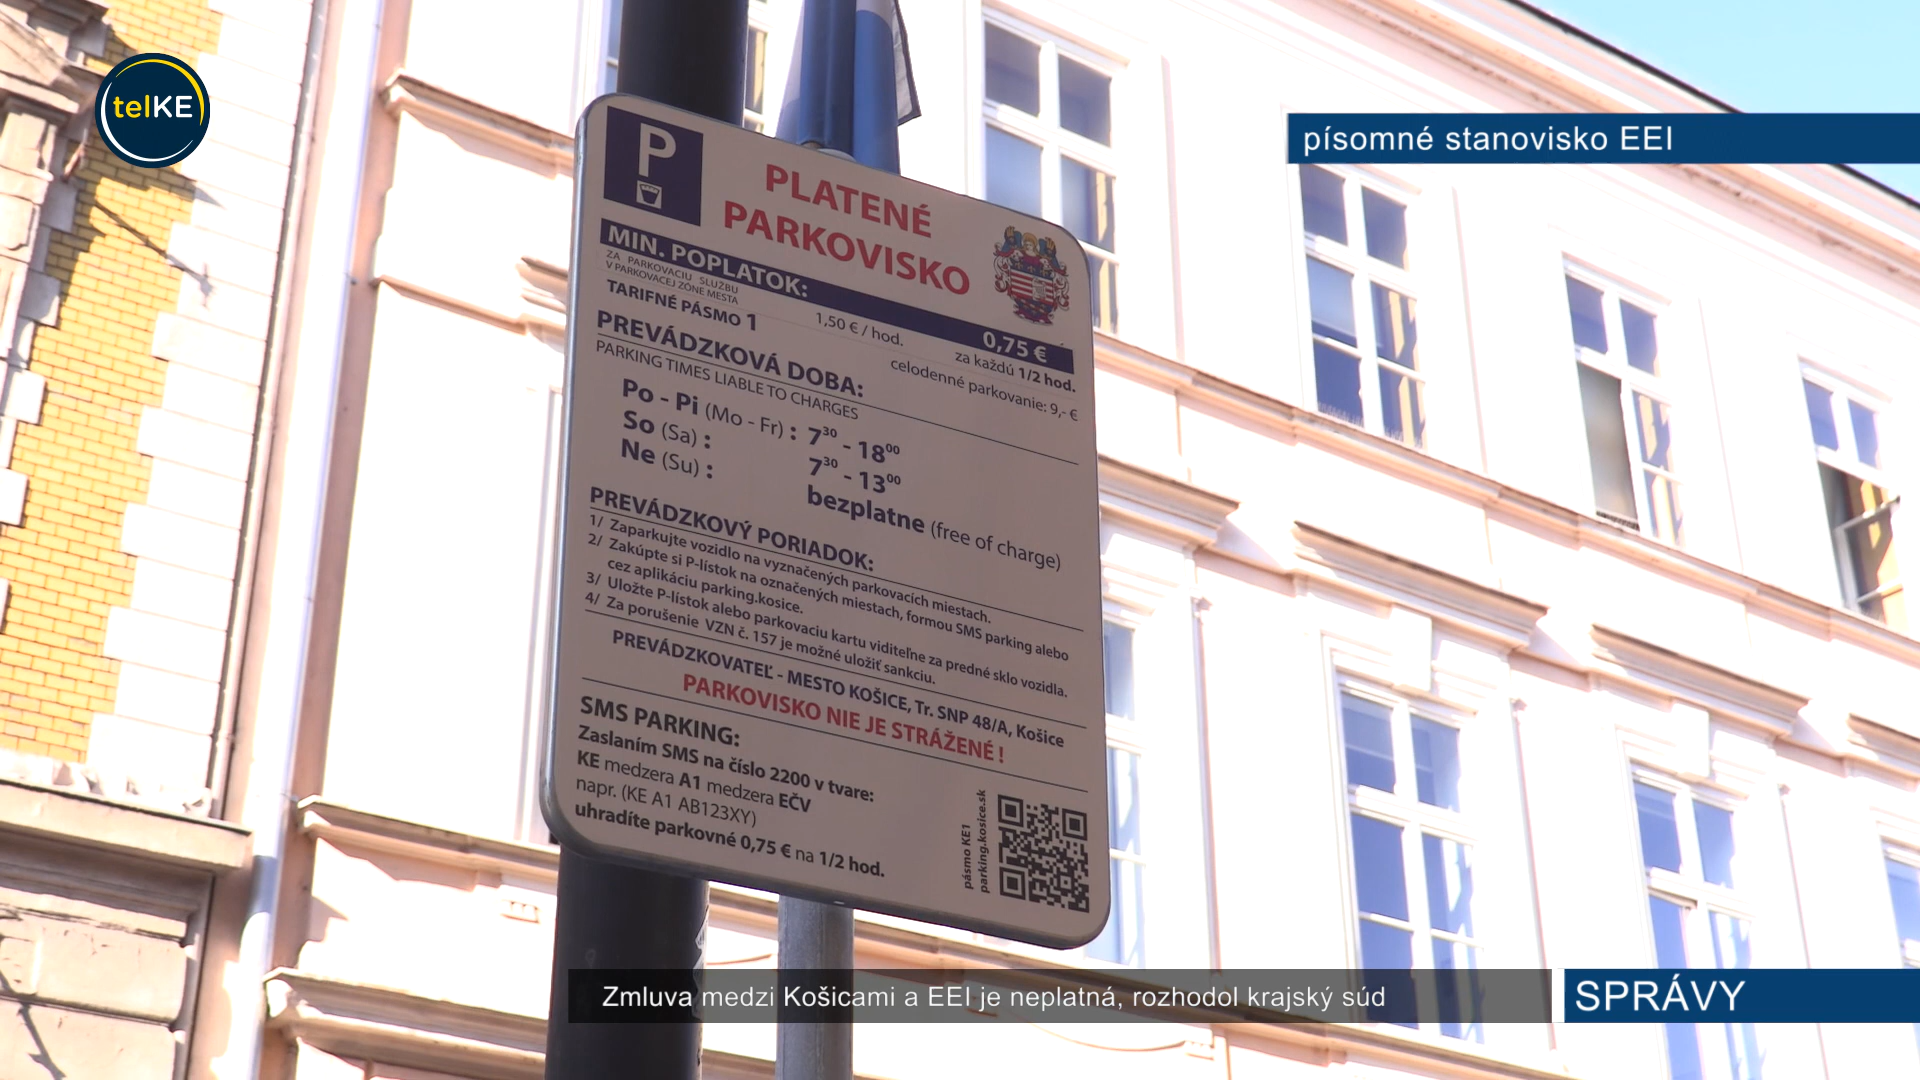 telKE
písomné stanovisko EEI
P
PLATENÉ
PARKOVISKO
MIN. POPLATOK:
0,75 €
ZA PARKOVACIU SLUŽBU
V PARKOVACEJ ZÓNE MESTA
TARIFNÉ PÁSMO 1
1,50 € / hod.
za každú 1/2 hod.
celodenné parkovanie: 9,- €
PREVÁDZKOVÁ DOBA:
PARKING TIMES LIABLE TO CHARGES
Po - Pi (Mo - Fr) : 7³⁰ - 18⁰⁰
So (Sa) : 7³⁰ - 13⁰⁰
Ne (Su) : bezplatne (free of charge)
PREVÁDZKOVÝ PORIADOK:
1/ Zaparkujte vozidlo na vyznačených parkovacích miestach.
2/ Zakúpte si P-lístok na označených miestach, formou SMS parking alebo
cez aplikáciu parking.kosice.
3/ Uložte P-lístok alebo parkovaciu kartu viditeľne za predné sklo vozidla.
4/ Za porušenie VZN č. 157 je možné uložiť sankciu.
PREVÁDZKOVATEĽ - MESTO KOŠICE, Tr. SNP 48/A, Košice
PARKOVISKO NIE JE STRÁŽENÉ !
SMS PARKING:
Zaslaním SMS na číslo 2200 v tvare:
KE medzera A1 medzera EČV
napr. (KE A1 AB123XY)
uhradíte parkovné 0,75 € na 1/2 hod.
pásmo KE1
parking.kosice.sk
Zmluva medzi Košicami a EEI je neplatná, rozhodol krajský súd
SPRÁVY